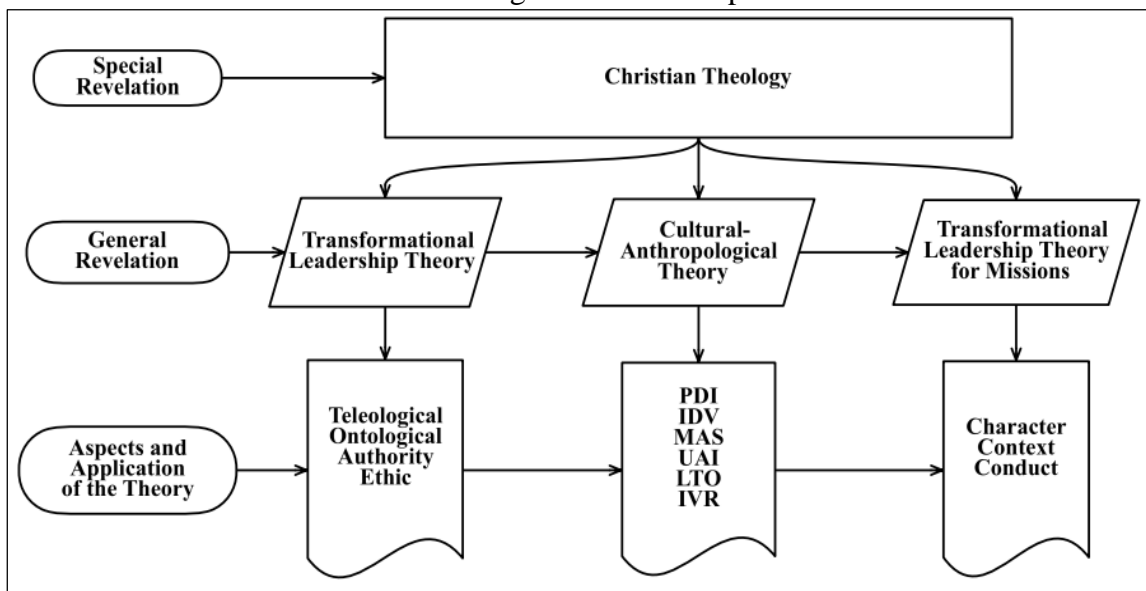 Special
Revelation
Christian Theology
General
Revelation
Transformational
Leadership Theory
Cultural-
Anthropological
Theory
Transformational
Leadership Theory
for Missions
Aspects and
Application
of the Theory
Teleological
Ontological
Authority
Ethic
PDI
IDV
MAS
UAI
LTO
IVR
Character
Context
Conduct